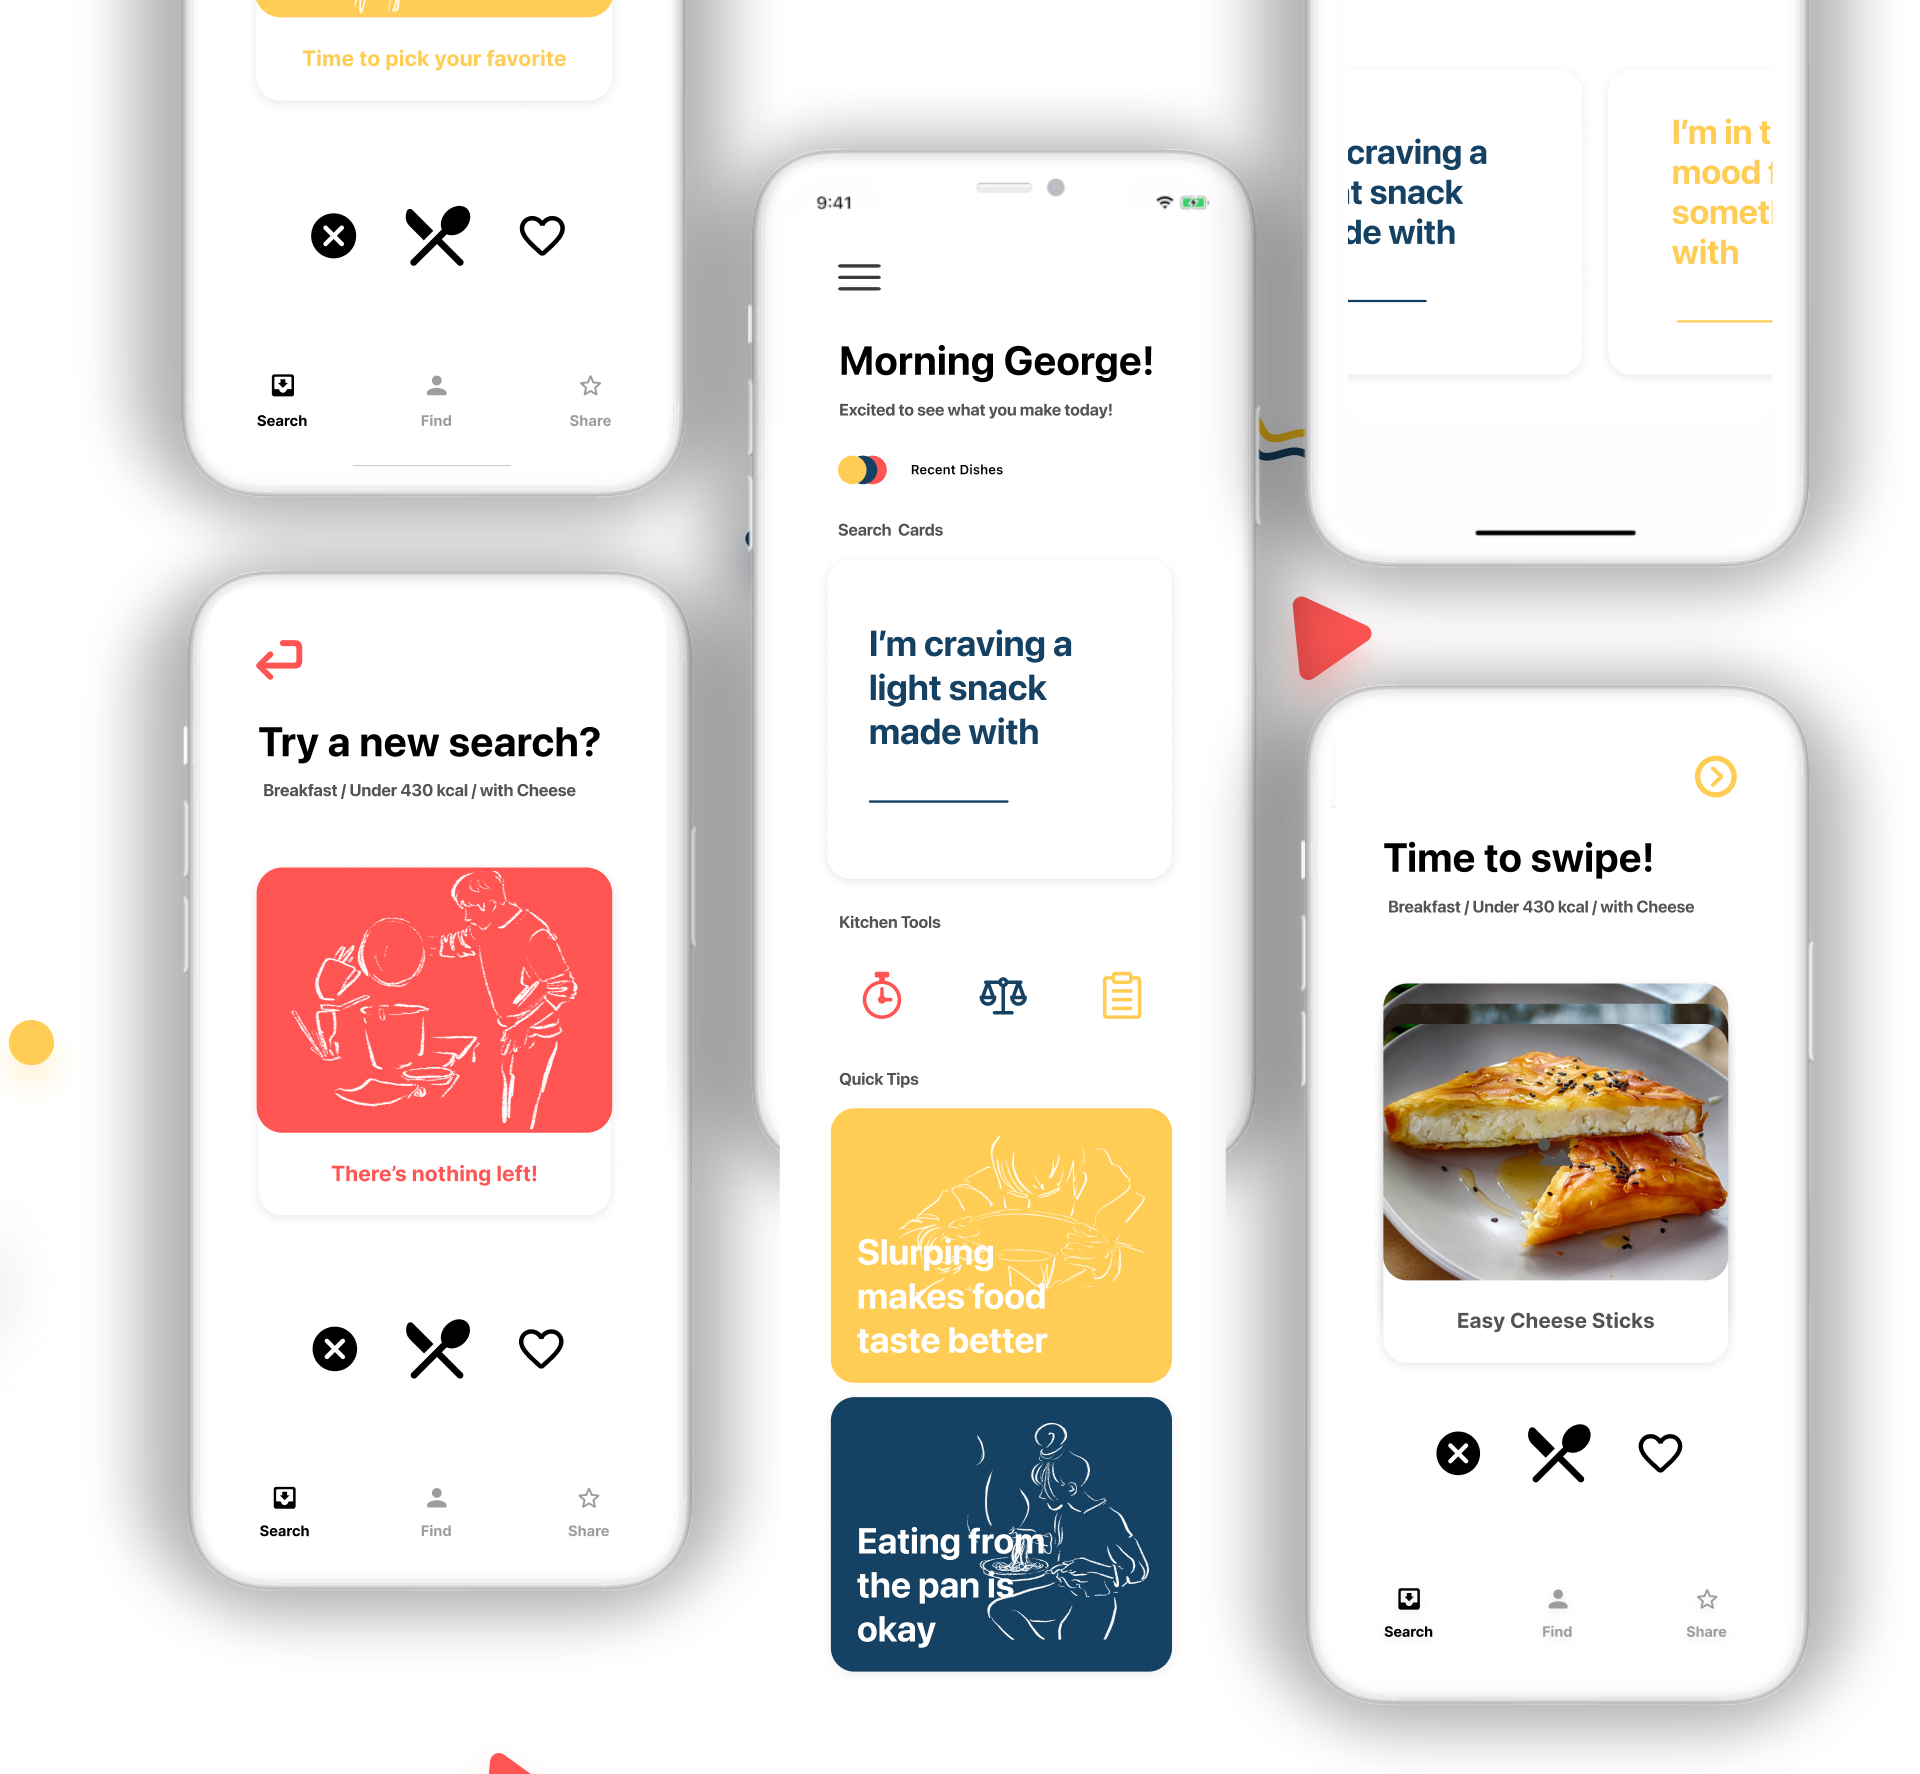 Time to pick your favorite
Search
Find
Share
Try a new search?
Breakfast / Under 430 kcal / with Cheese
There's nothing left!
Search
Find
Share
9:41
Morning George!
Excited to see what you make today!
Recent Dishes
Search Cards
I'm craving a
light snack
made with
Kitchen Tools
Quick Tips
Slurping
makes food
taste better
Eating from
the pan is
okay
craving a
snack
with
I'm in
mood
with
Time to swipe!
Breakfast / Under 430 kcal / with Cheese
Easy Cheese Sticks
Search
Find
Share